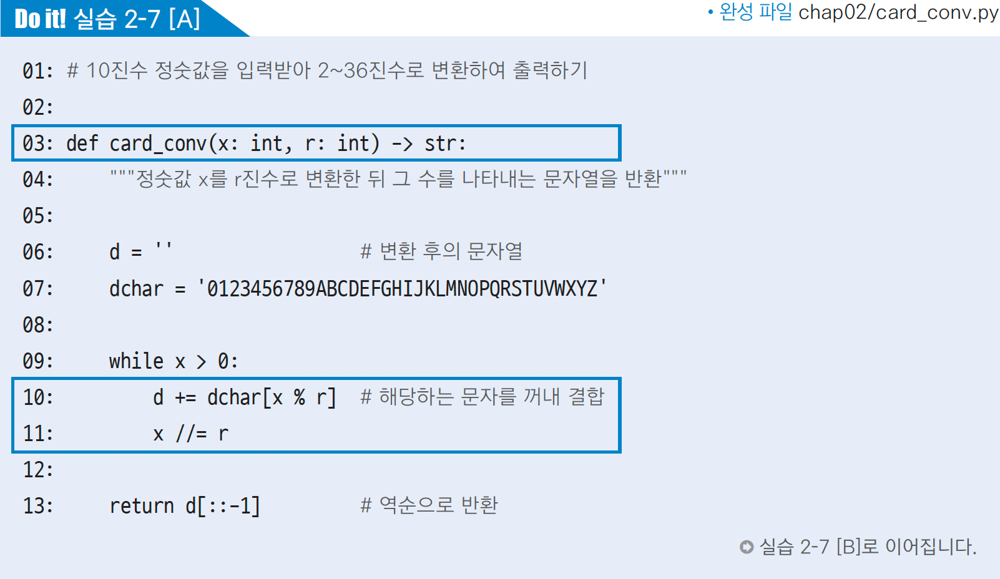 Do it! 실습 2-7 [A]
• 완성 파일 chap02/card_conv.py
01: # 10진수 정숫값을 입력받아 2~36진수로 변환하여 출력하기
02:
03: def card_conv(x: int, r: int) -> str:
04:     """정숫값 x를 r진수로 변환한 뒤 그 수를 나타내는 문자열을 반환"""
05:
06:     d = ''                 # 변환 후의 문자열
07:     dchar = '0123456789ABCDEFGHIJKLMNOPQRSTUVWXYZ'
08:
09:     while x > 0:
10:         d += dchar[x % r]  # 해당하는 문자를 꺼내 결합
11:         x //= r
12:
13:     return d[::-1]         # 역순으로 반환
실습 2-7 [B]로 이어집니다.